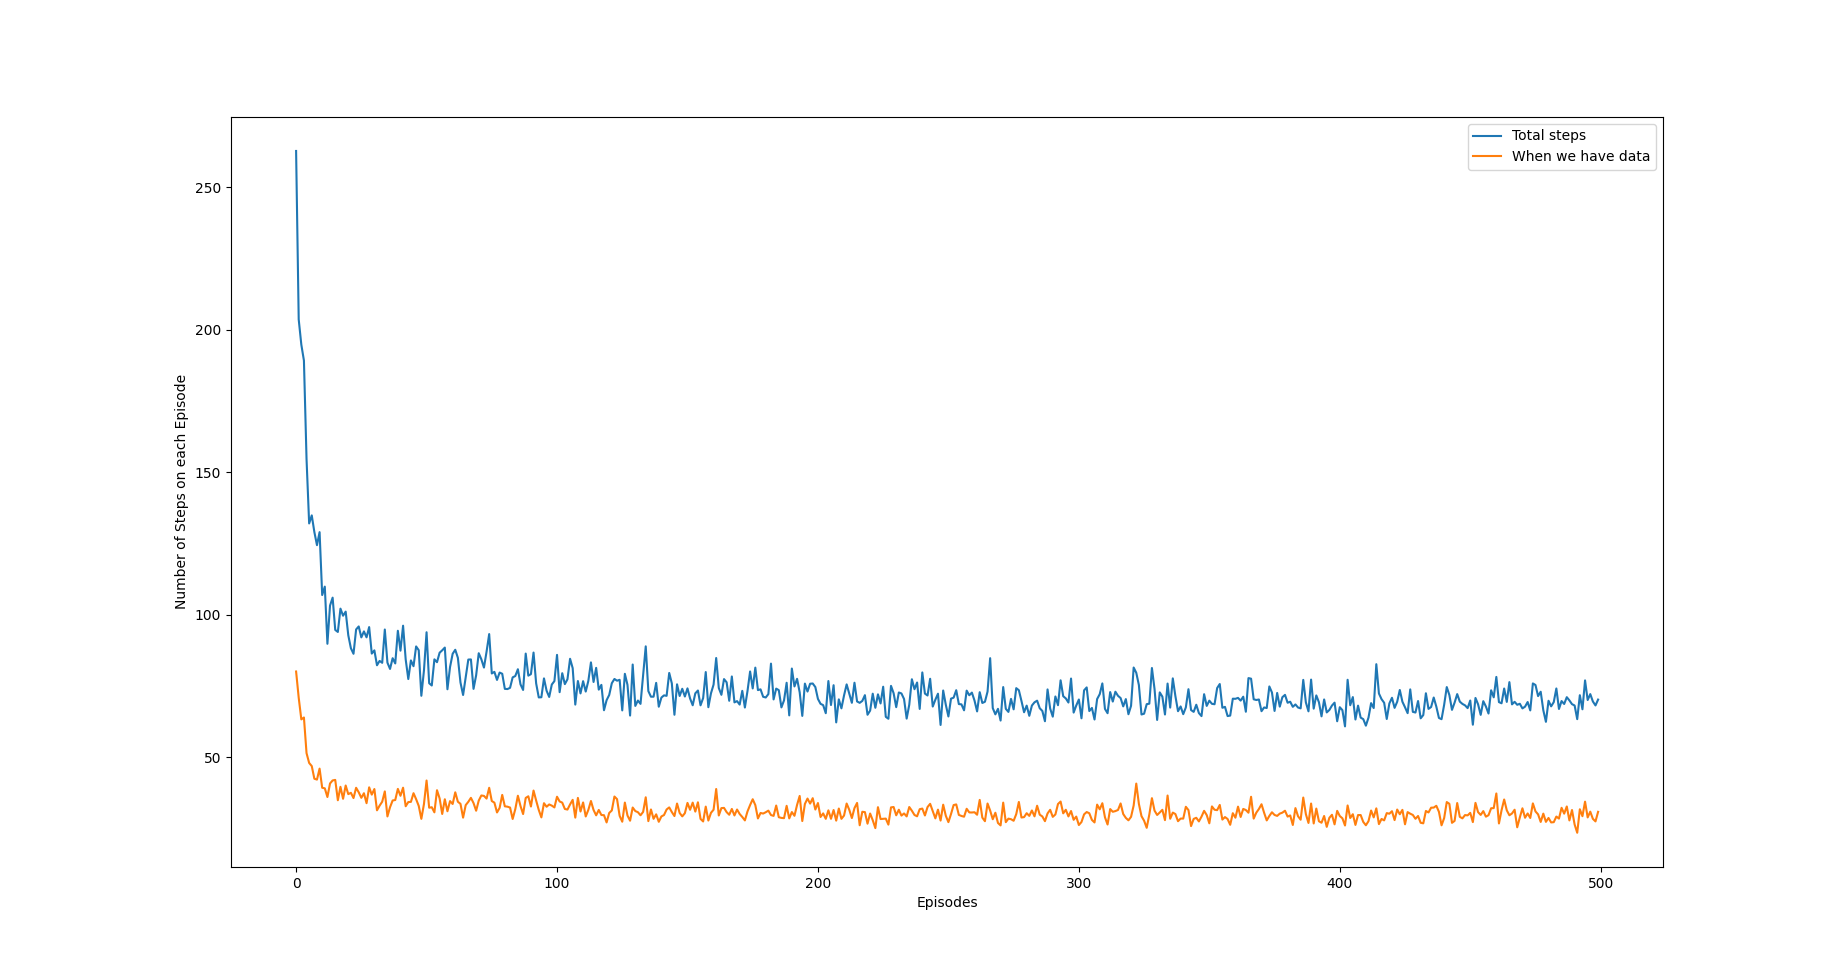 Total steps
When we have data
250
200
150
100
50
Number of Steps on each Episode
0 100 200 300 400 500
Episodes